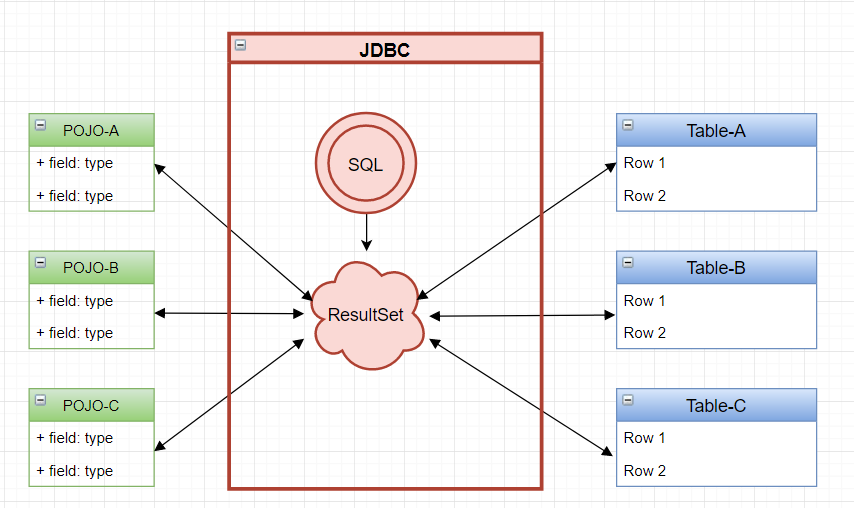 JDBC
POJO-A
+ field: type
+ field: type
SQL
Table-A
Row 1
Row 2
POJO-B
+ field: type
+ field: type
ResultSet
Table-B
Row 1
Row 2
POJO-C
+ field: type
+ field: type
Table-C
Row 1
Row 2